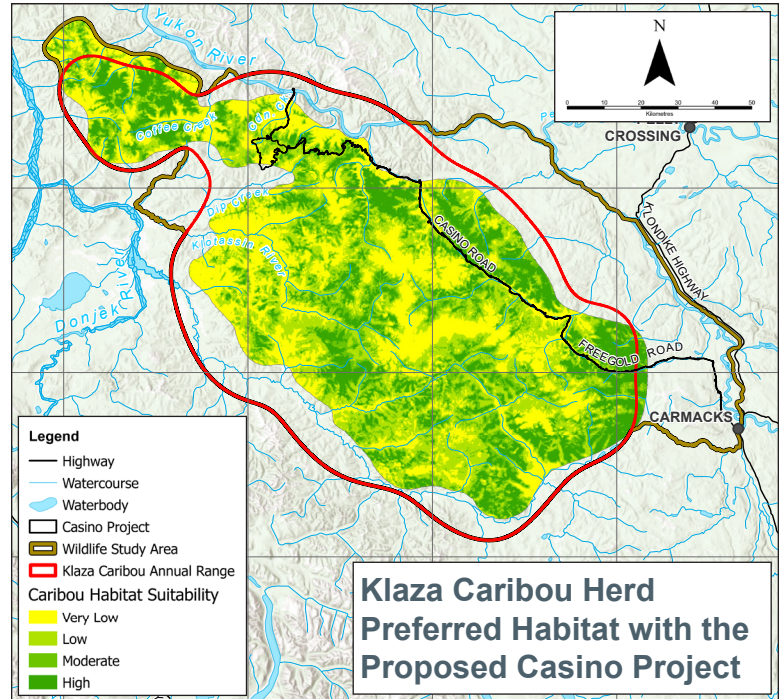 Yukon River
N
0 10 20 30 40 50
Kilometres
CROSSING
Coffee Creek
Dip Creek
Klotassin River
Donjek River
CASINO ROAD
KLONDIKE HIGHWAY
FREEGOLD ROAD
CARMACKS
Legend
Highway
Watercourse
Waterbody
Casino Project
Wildlife Study Area
Klaza Caribou Annual Range
Caribou Habitat Suitability
Very Low
Low
Moderate
High
Klaza Caribou Herd
Preferred Habitat with the
Proposed Casino Project